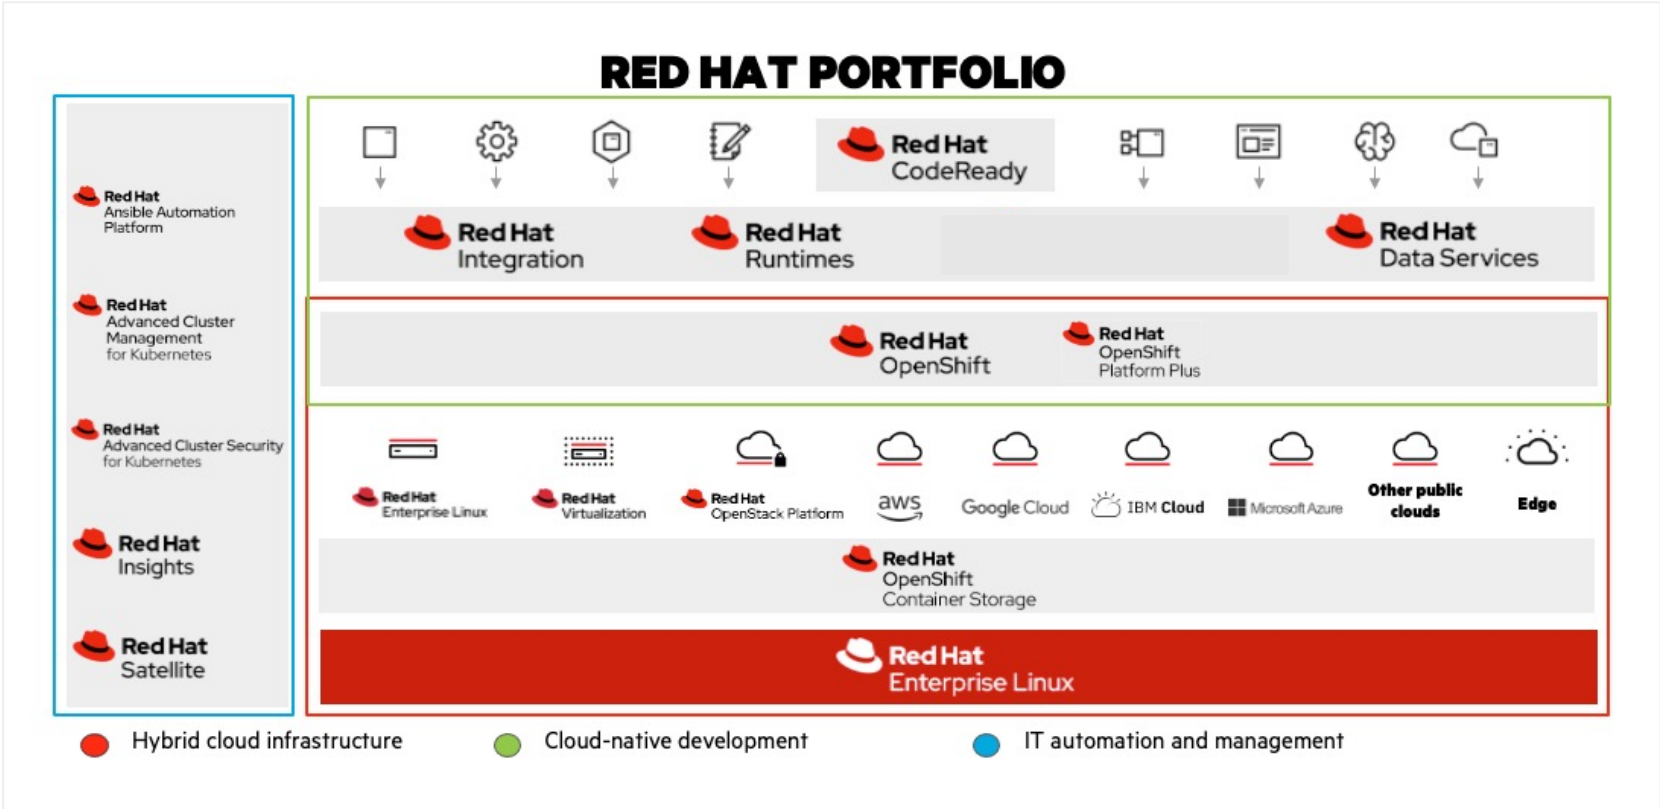 RED HAT PORTFOLIO
Red Hat
Ansible Automation
Platform
Red Hat
Advanced Cluster
Management
for Kubernetes
Red Hat
Advanced Cluster Security
for Kubernetes
Red Hat
Insights
Red Hat
Satellite
Red Hat
CodeReady
Red Hat
Integration
Red Hat
Runtimes
Red Hat
Data Services
Red Hat
OpenShift
Red Hat
OpenShift
Platform Plus
Red Hat
Enterprise Linux
Red Hat
Virtualization
Red Hat
OpenStack Platform
aws
Google Cloud
IBM Cloud
Microsoft Azure
Other public
clouds
Edge
Red Hat
OpenShift
Container Storage
Red Hat
Enterprise Linux
Hybrid cloud infrastructure
Cloud-native development
IT automation and management